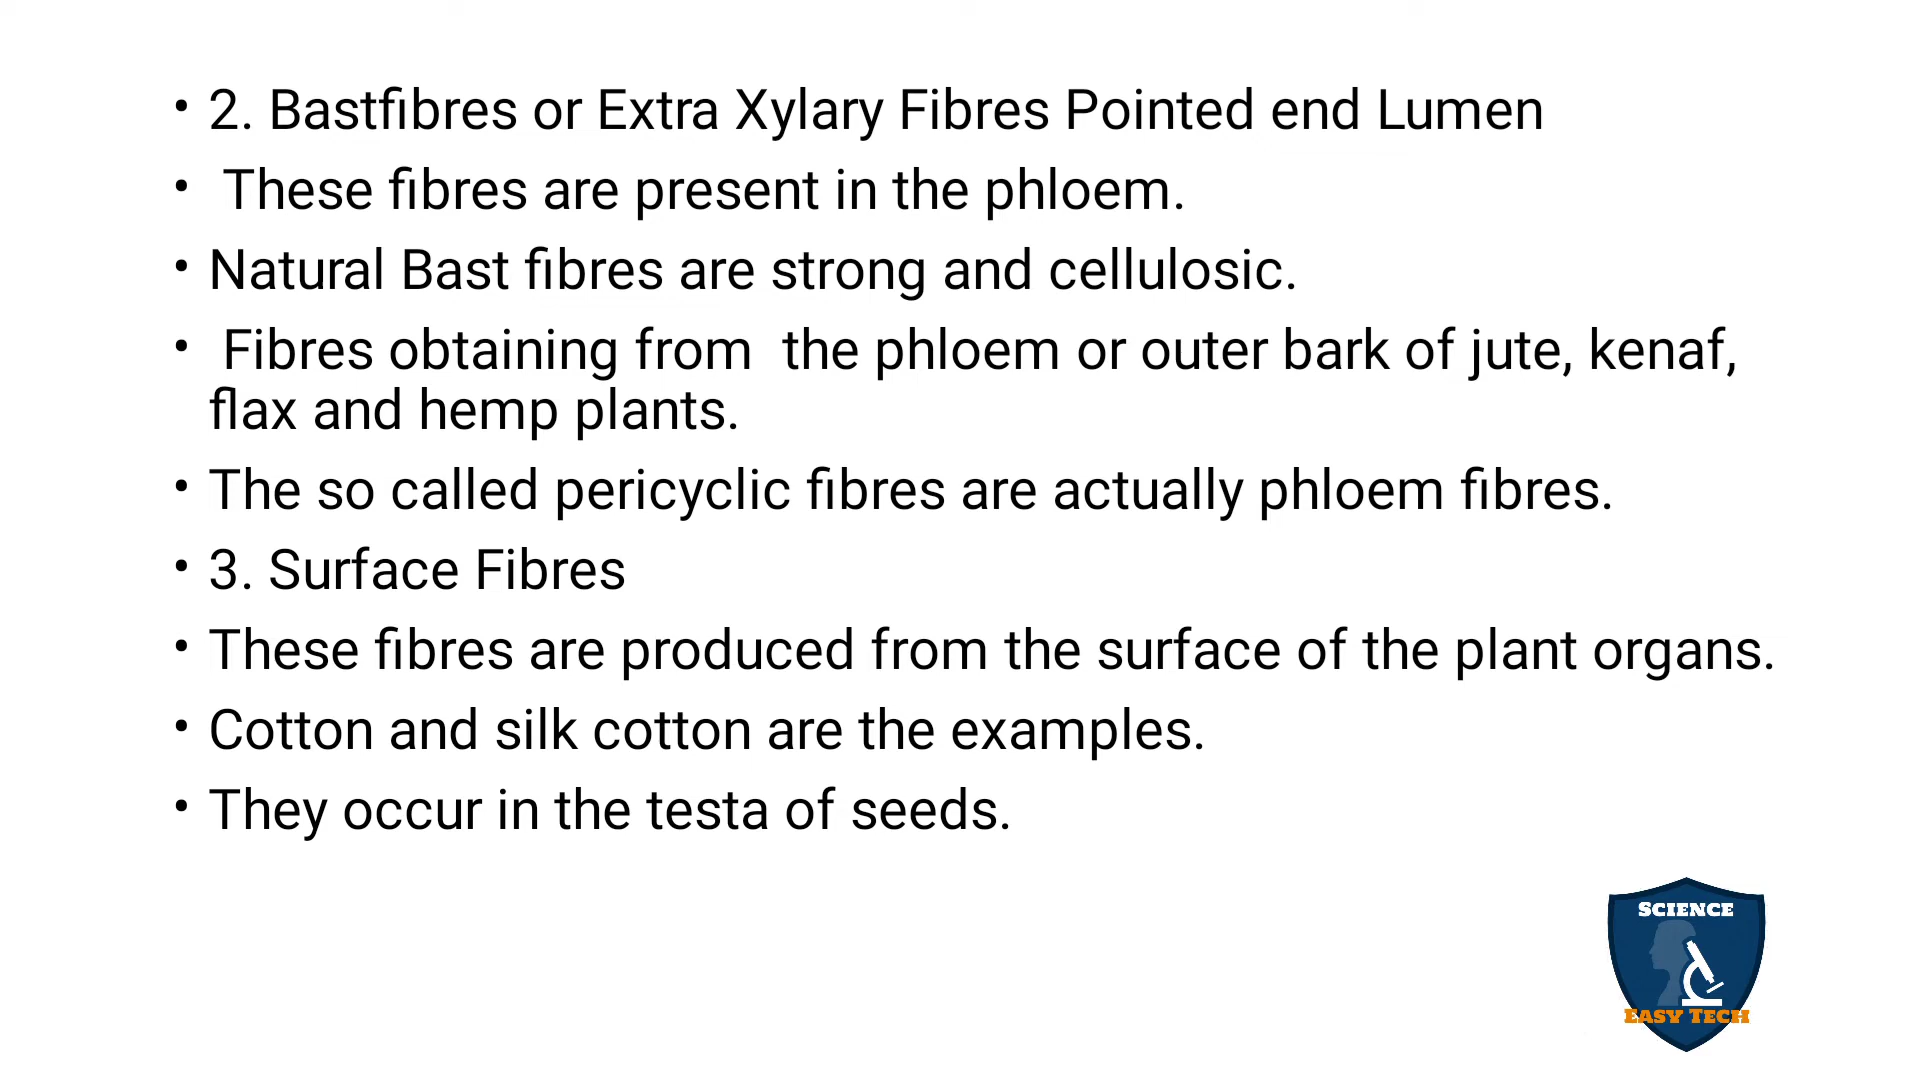 • 2. Bastfibres or Extra Xylary Fibres Pointed end Lumen
• These fibres are present in the phloem.
• Natural Bast fibres are strong and cellulosic.
• Fibres obtaining from  the phloem or outer bark of jute, kenaf,
flax and hemp plants.
• The so called pericyclic fibres are actually phloem fibres.
• 3. Surface Fibres
• These fibres are produced from the surface of the plant organs.
• Cotton and silk cotton are the examples.
• They occur in the testa of seeds.
SCIENCE
EASY TECH